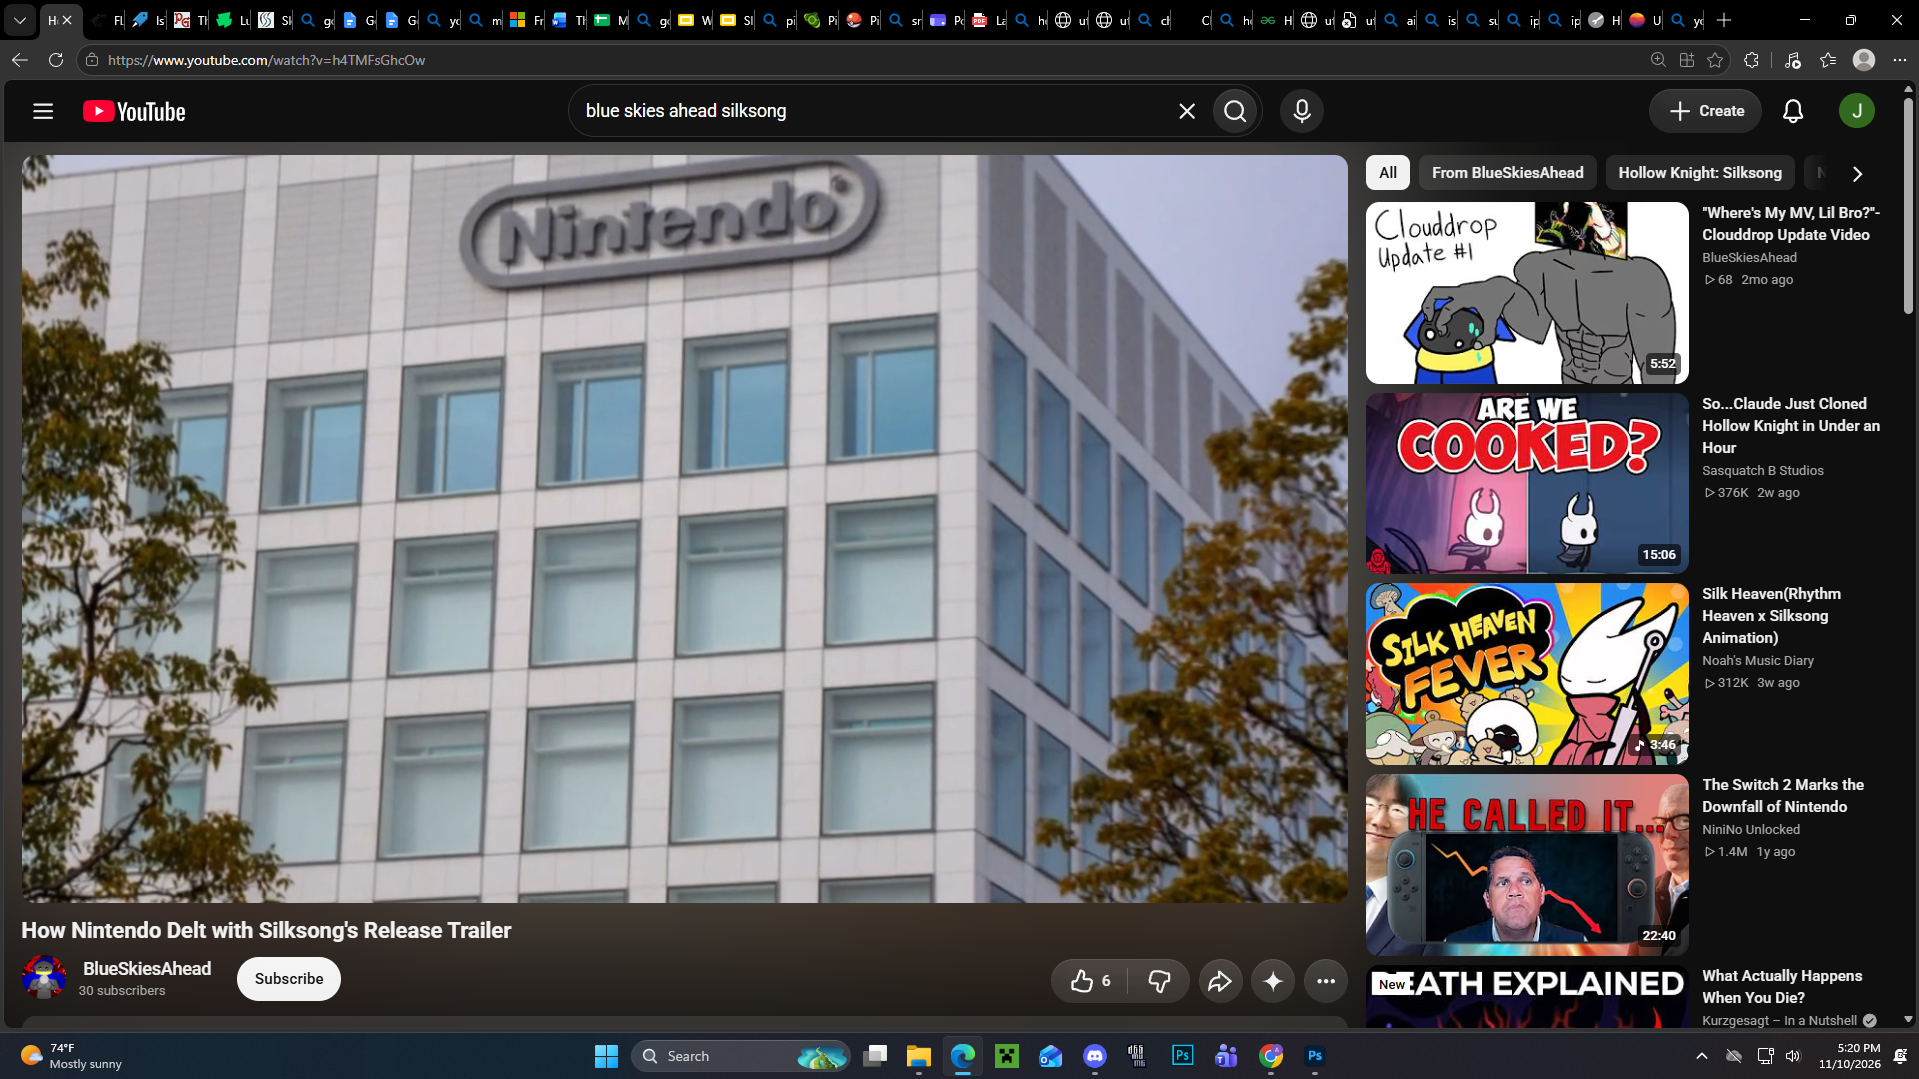 https://www.youtube.com/watch?v=h4TMFsGhcOw
YouTube
blue skies ahead silksong
Create
J
Nintendo
How Nintendo Delt with Silksong's Release Trailer
BlueSkiesAhead
30 subscribers
Subscribe
6
All
From BlueSkiesAhead
Hollow Knight: Silksong
Clouddrop
Update #1
5:52
"Where's My MV, Lil Bro?"-
Clouddrop Update Video
BlueSkiesAhead
68 2mo ago
ARE WE
COOKED?
15:06
So...Claude Just Cloned
Hollow Knight in Under an
Hour
Sasquatch B Studios
376K 2w ago
SILK HEAVEN
FEVER
3:46
Silk Heaven(Rhythm
Heaven x Silksong
Animation)
Noah's Music Diary
312K 3w ago
HE CALLED IT...
22:40
The Switch 2 Marks the
Downfall of Nintendo
NiniNo Unlocked
1.4M 1y ago
New
EATH EXPLAINED
What Actually Happens
When You Die?
Kurzgesagt – In a Nutshell
74°F
Mostly sunny
Search
Ps
Ps
5:20 PM
11/10/2026